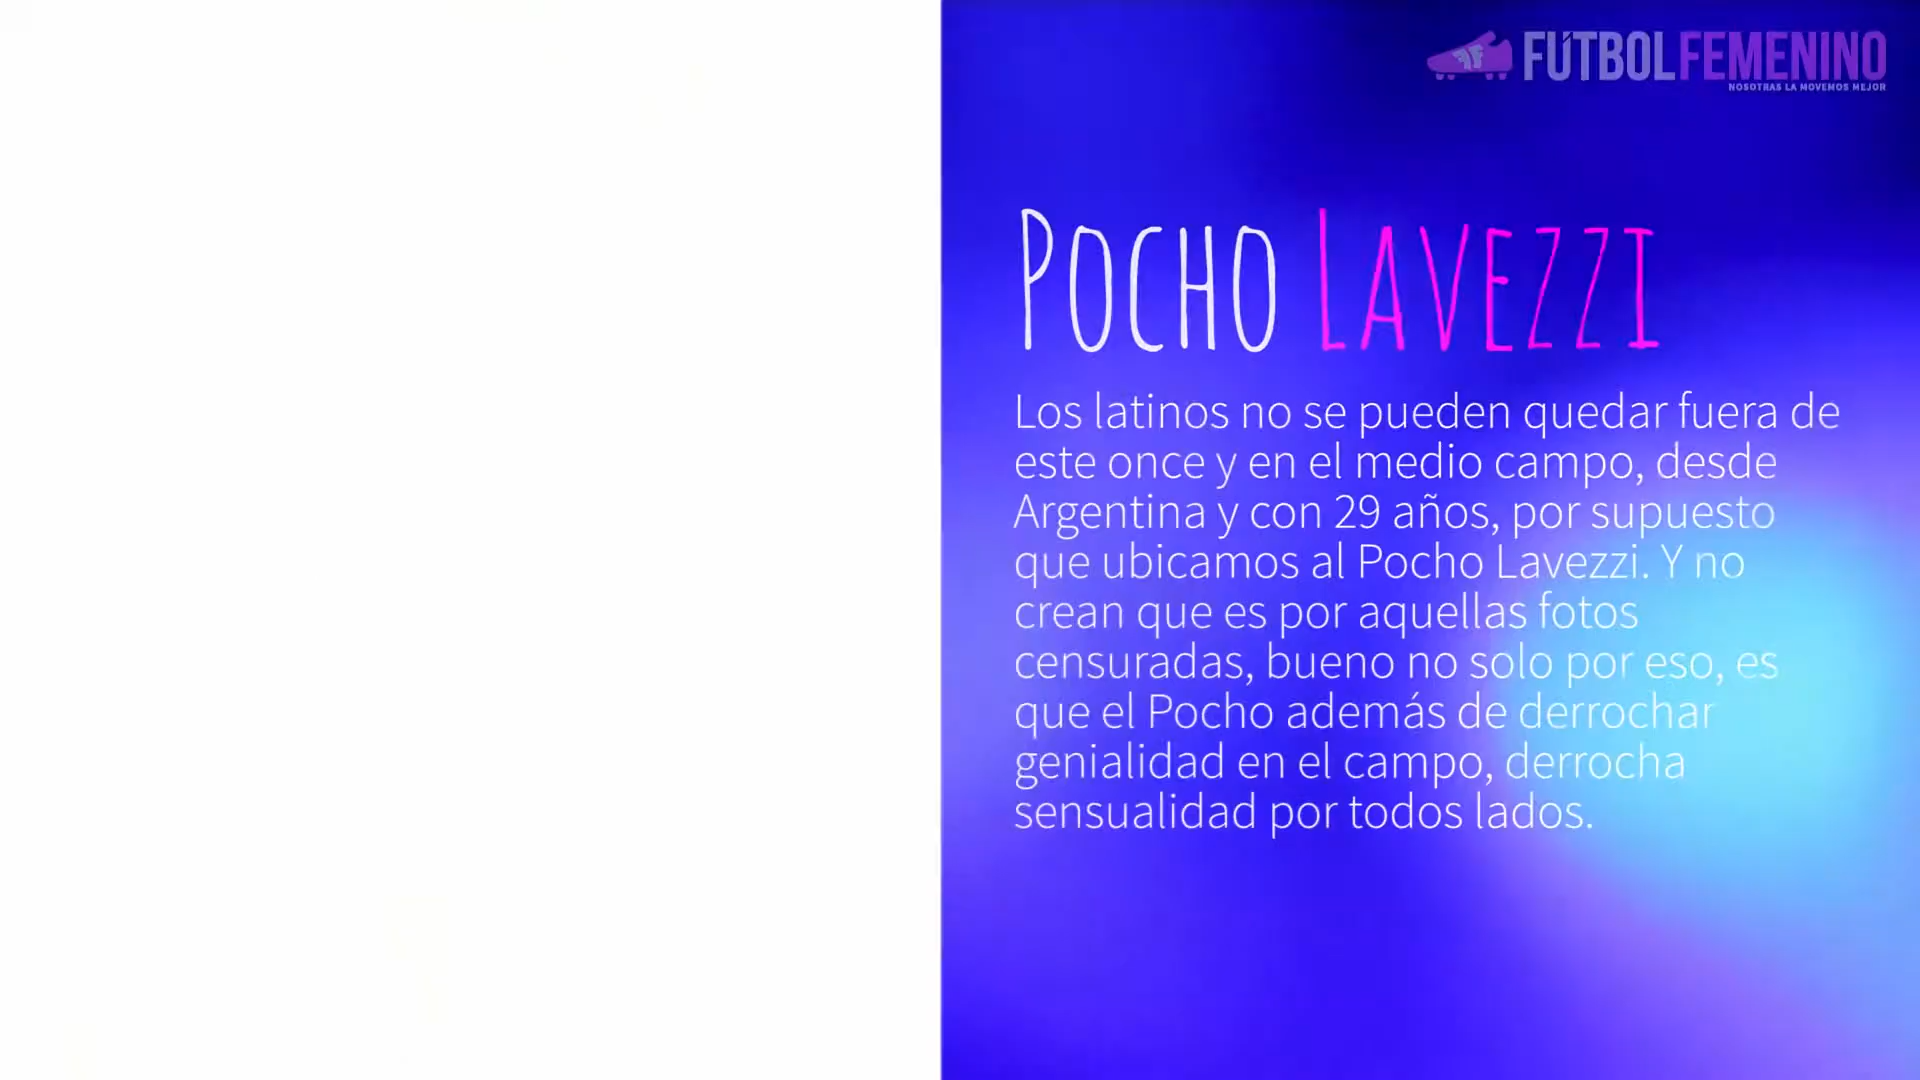 FÚTBOLFEMENINO
NOSOTRAS LA MOVEMOS MEJOR
POCHO LAVEZZI
Los latinos no se pueden quedar fuera de
este once y en el medio campo, desde
Argentina y con 29 años, por supuesto
que ubicamos al Pocho Lavezzi. Y no
crean que es por aquellas fotos
censuradas, bueno no solo por eso, es
que el Pocho además de derrochar
genialidad en el campo, derrocha
sensualidad por todos lados.